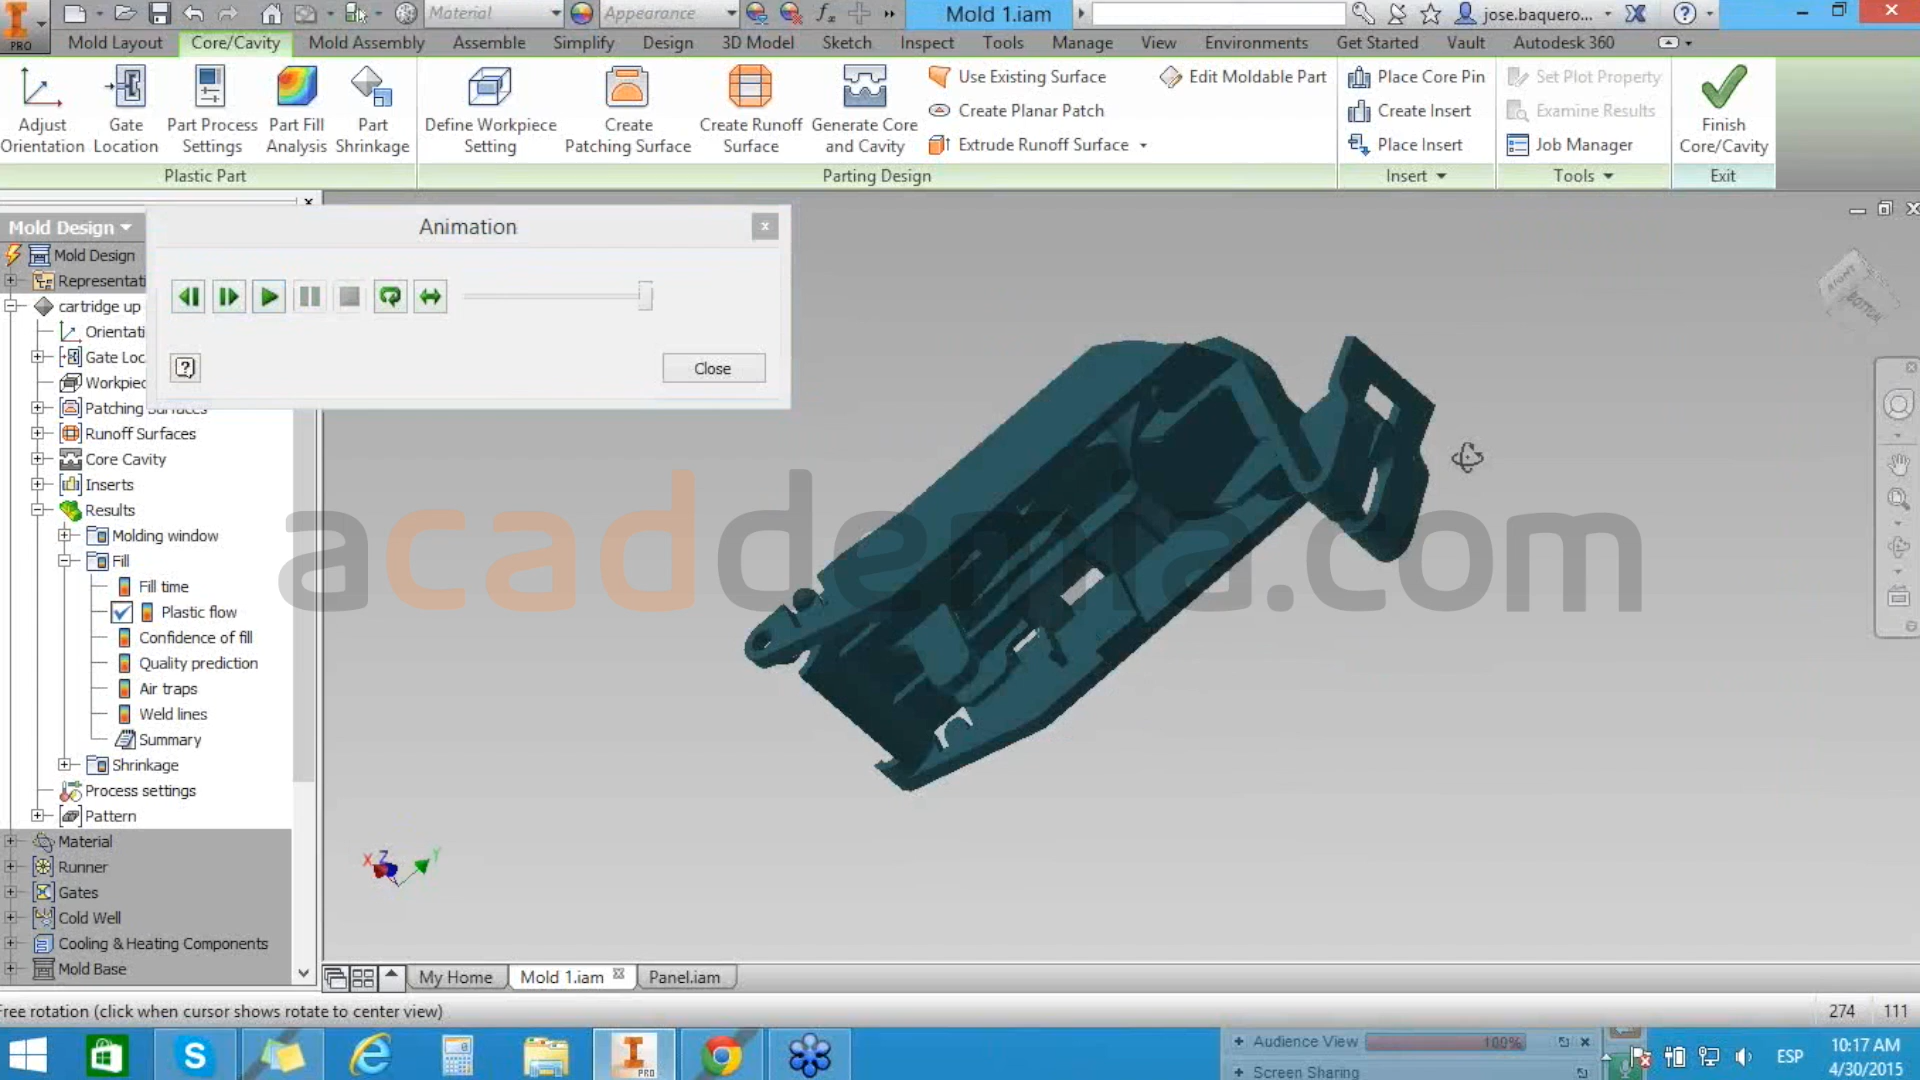 PRO
Material
Appearance
Mold 1.iam
jose.baquero...
Mold Layout
Core/Cavity
Mold Assembly
Assemble
Simplify
Design
3D Model
Sketch
Inspect
Tools
Manage
View
Environments
Get Started
Vault
Autodesk 360
Adjust
Orientation
Gate
Location
Part Process
Settings
Part Fill
Analysis
Part
Shrinkage
Define Workpiece
Setting
Create
Patching Surface
Create Runoff
Surface
Generate Core
and Cavity
Use Existing Surface
Create Planar Patch
Extrude Runoff Surface
Edit Moldable Part
Place Core Pin
Create Insert
Place Insert
Set Plot Property
Examine Results
Job Manager
Finish
Core/Cavity
Plastic Part
Parting Design
Insert
Tools
Exit
Mold Design
Mold Design
Representati
cartridge up
Orientati
Gate Loc
Workpiec
Patching Surfaces
Runoff Surfaces
Core Cavity
Inserts
Results
Molding window
Fill
Fill time
Plastic flow
Confidence of fill
Quality prediction
Air traps
Weld lines
Summary
Shrinkage
Process settings
Pattern
Material
Runner
Gates
Cold Well
Cooling & Heating Components
Mold Base
Animation
Close
RIGHT
BOTTOM
acaddemia.com
X
Z
Y
My Home
Mold 1.iam
Panel.iam
Free rotation (click when cursor shows rotate to center view)
274
111
Audience View
100%
Screen Sharing
ESP
10:17 AM
4/30/2015